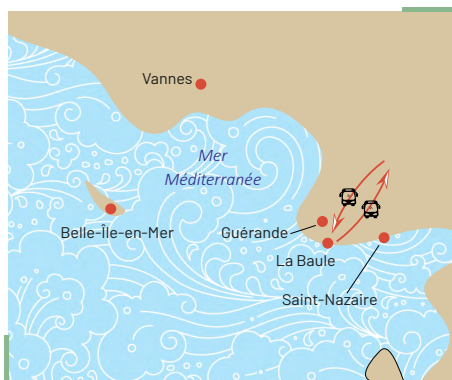 Vannes
Mer
Méditerranée
Belle-Île-en-Mer
Guérande
La Baule
Saint-Nazaire